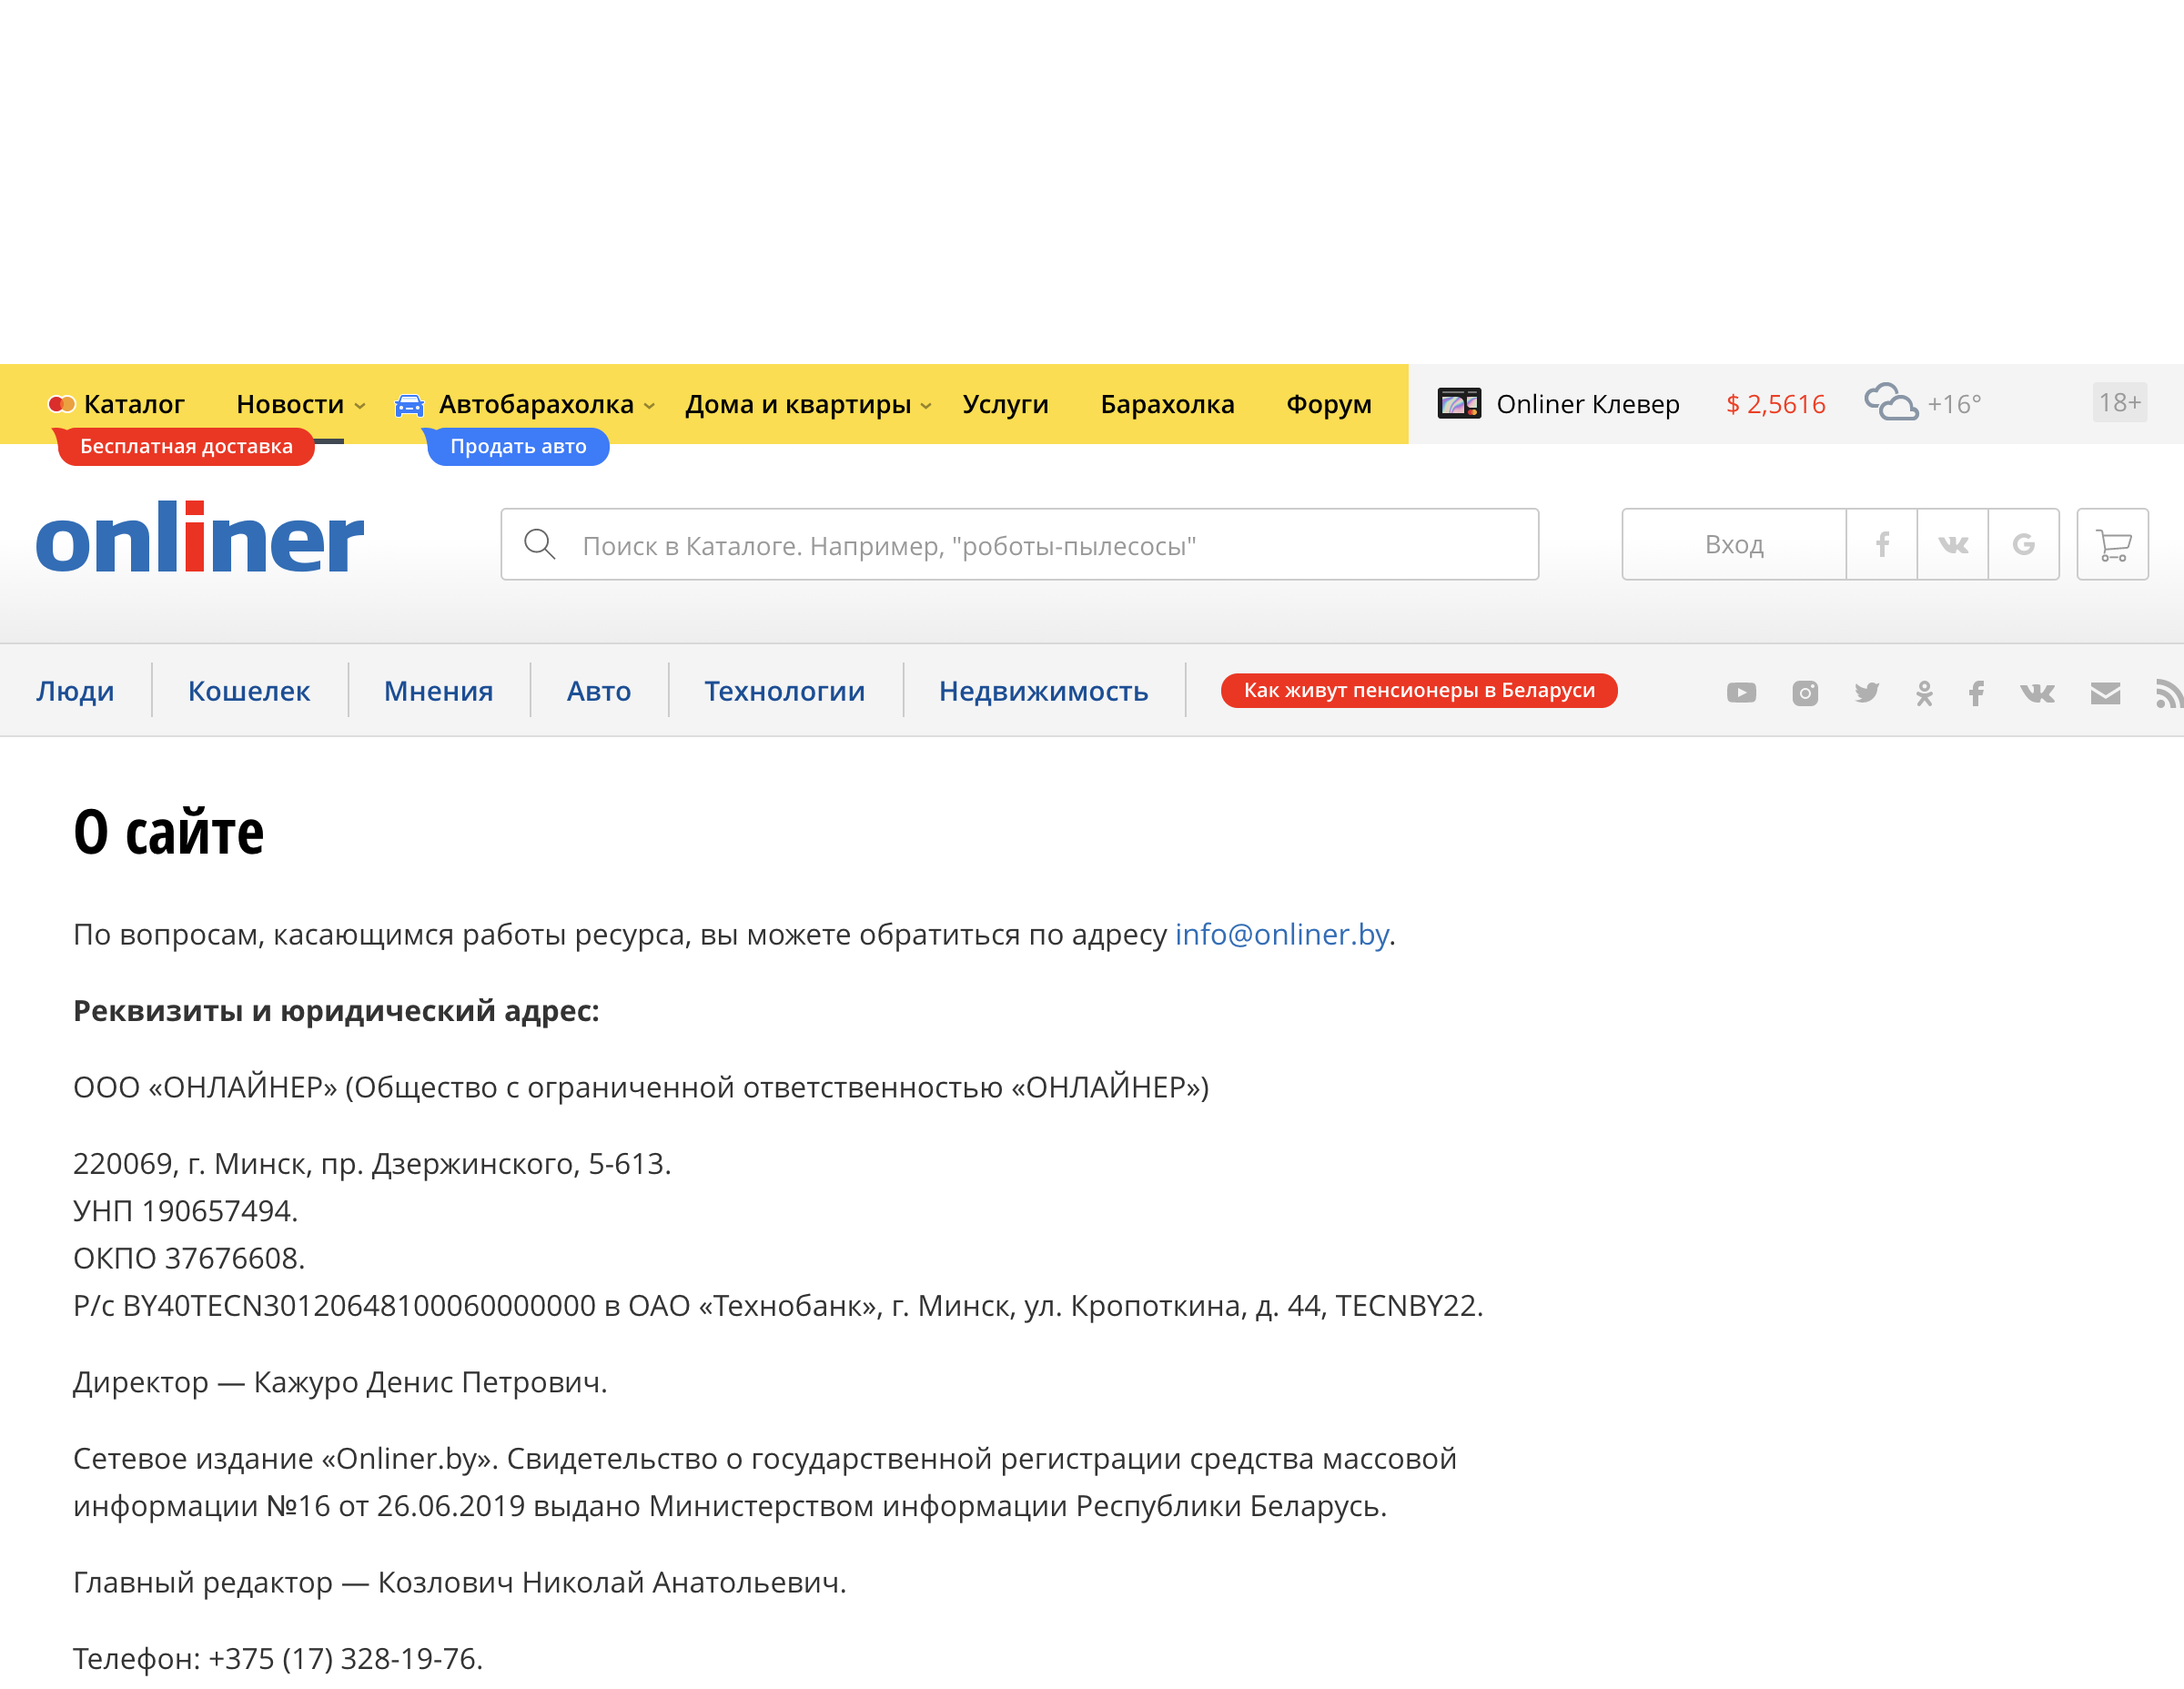 Каталог Новости Автобарахолка Дома и квартиры Услуги Барахолка Форум Onliner Клевер $ 2,5616 +16° 18+
Бесплатная доставка Продать авто
onliner Поиск в Каталоге. Например, "роботы-пылесосы" Вход
Люди Кошелек Мнения Авто Технологии Недвижимость Как живут пенсионеры в Беларуси
О сайте
По вопросам, касающимся работы ресурса, вы можете обратиться по адресу info@onliner.by.
Реквизиты и юридический адрес:
ООО «ОНЛАЙНЕР» (Общество с ограниченной ответственностью «ОНЛАЙНЕР»)
220069, г. Минск, пр. Дзержинского, 5-613.
УНП 190657494.
ОКПО 37676608.
Р/с BY40TECN30120648100060000000 в ОАО «Технобанк», г. Минск, ул. Кропоткина, д. 44, TECNBY22.
Директор — Кажуро Денис Петрович.
Сетевое издание «Onliner.by». Свидетельство о государственной регистрации средства массовой
информации №16 от 26.06.2019 выдано Министерством информации Республики Беларусь.
Главный редактор — Козлович Николай Анатольевич.
Телефон: +375 (17) 328-19-76.